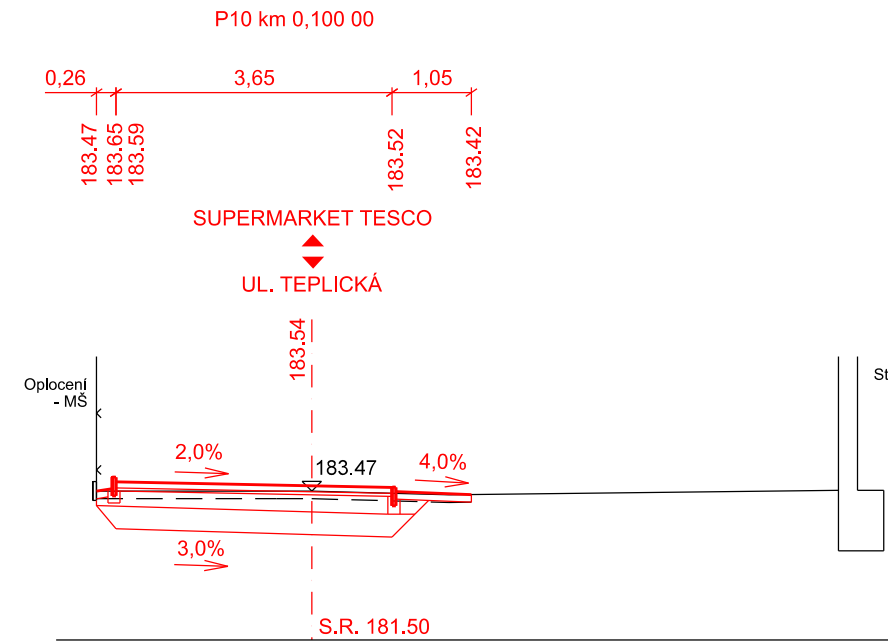 P10 km 0,100 00
0,26
3,65
1,05
183.47
183.65
183.59
183.52
183.42
SUPERMARKET TESCO
UL. TEPLICKÁ
183.54
Oplocení
- MŠ
St
2,0%
183.47
4,0%
3,0%
S.R. 181.50